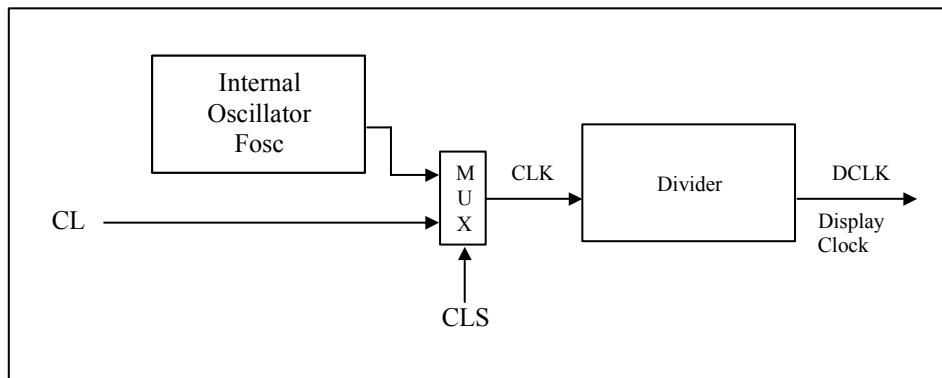 Internal
Oscillator
Fosc
M
U
X
CLK
Divider
DCLK
CL
Display
Clock
CLS